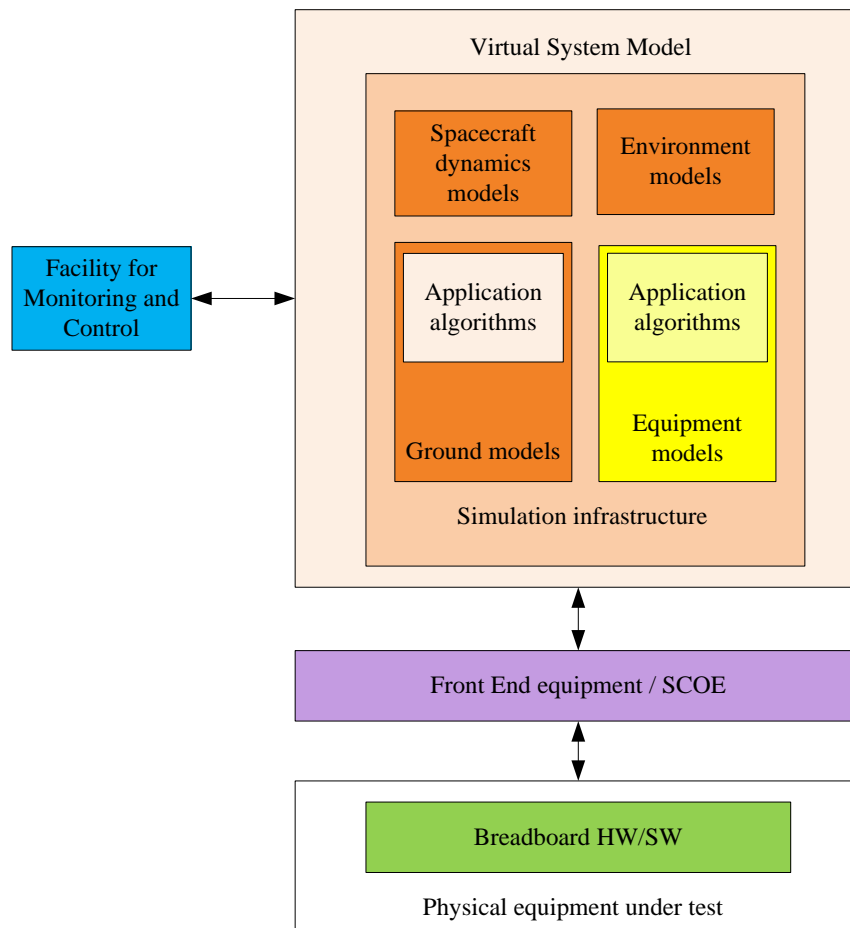 Virtual System Model
Spacecraft
dynamics
models
Environment
models
Facility for
Monitoring and
Control
Application
algorithms
Application
algorithms
Ground models
Equipment
models
Simulation infrastructure
Front End equipment / SCOE
Breadboard HW/SW
Physical equipment under test